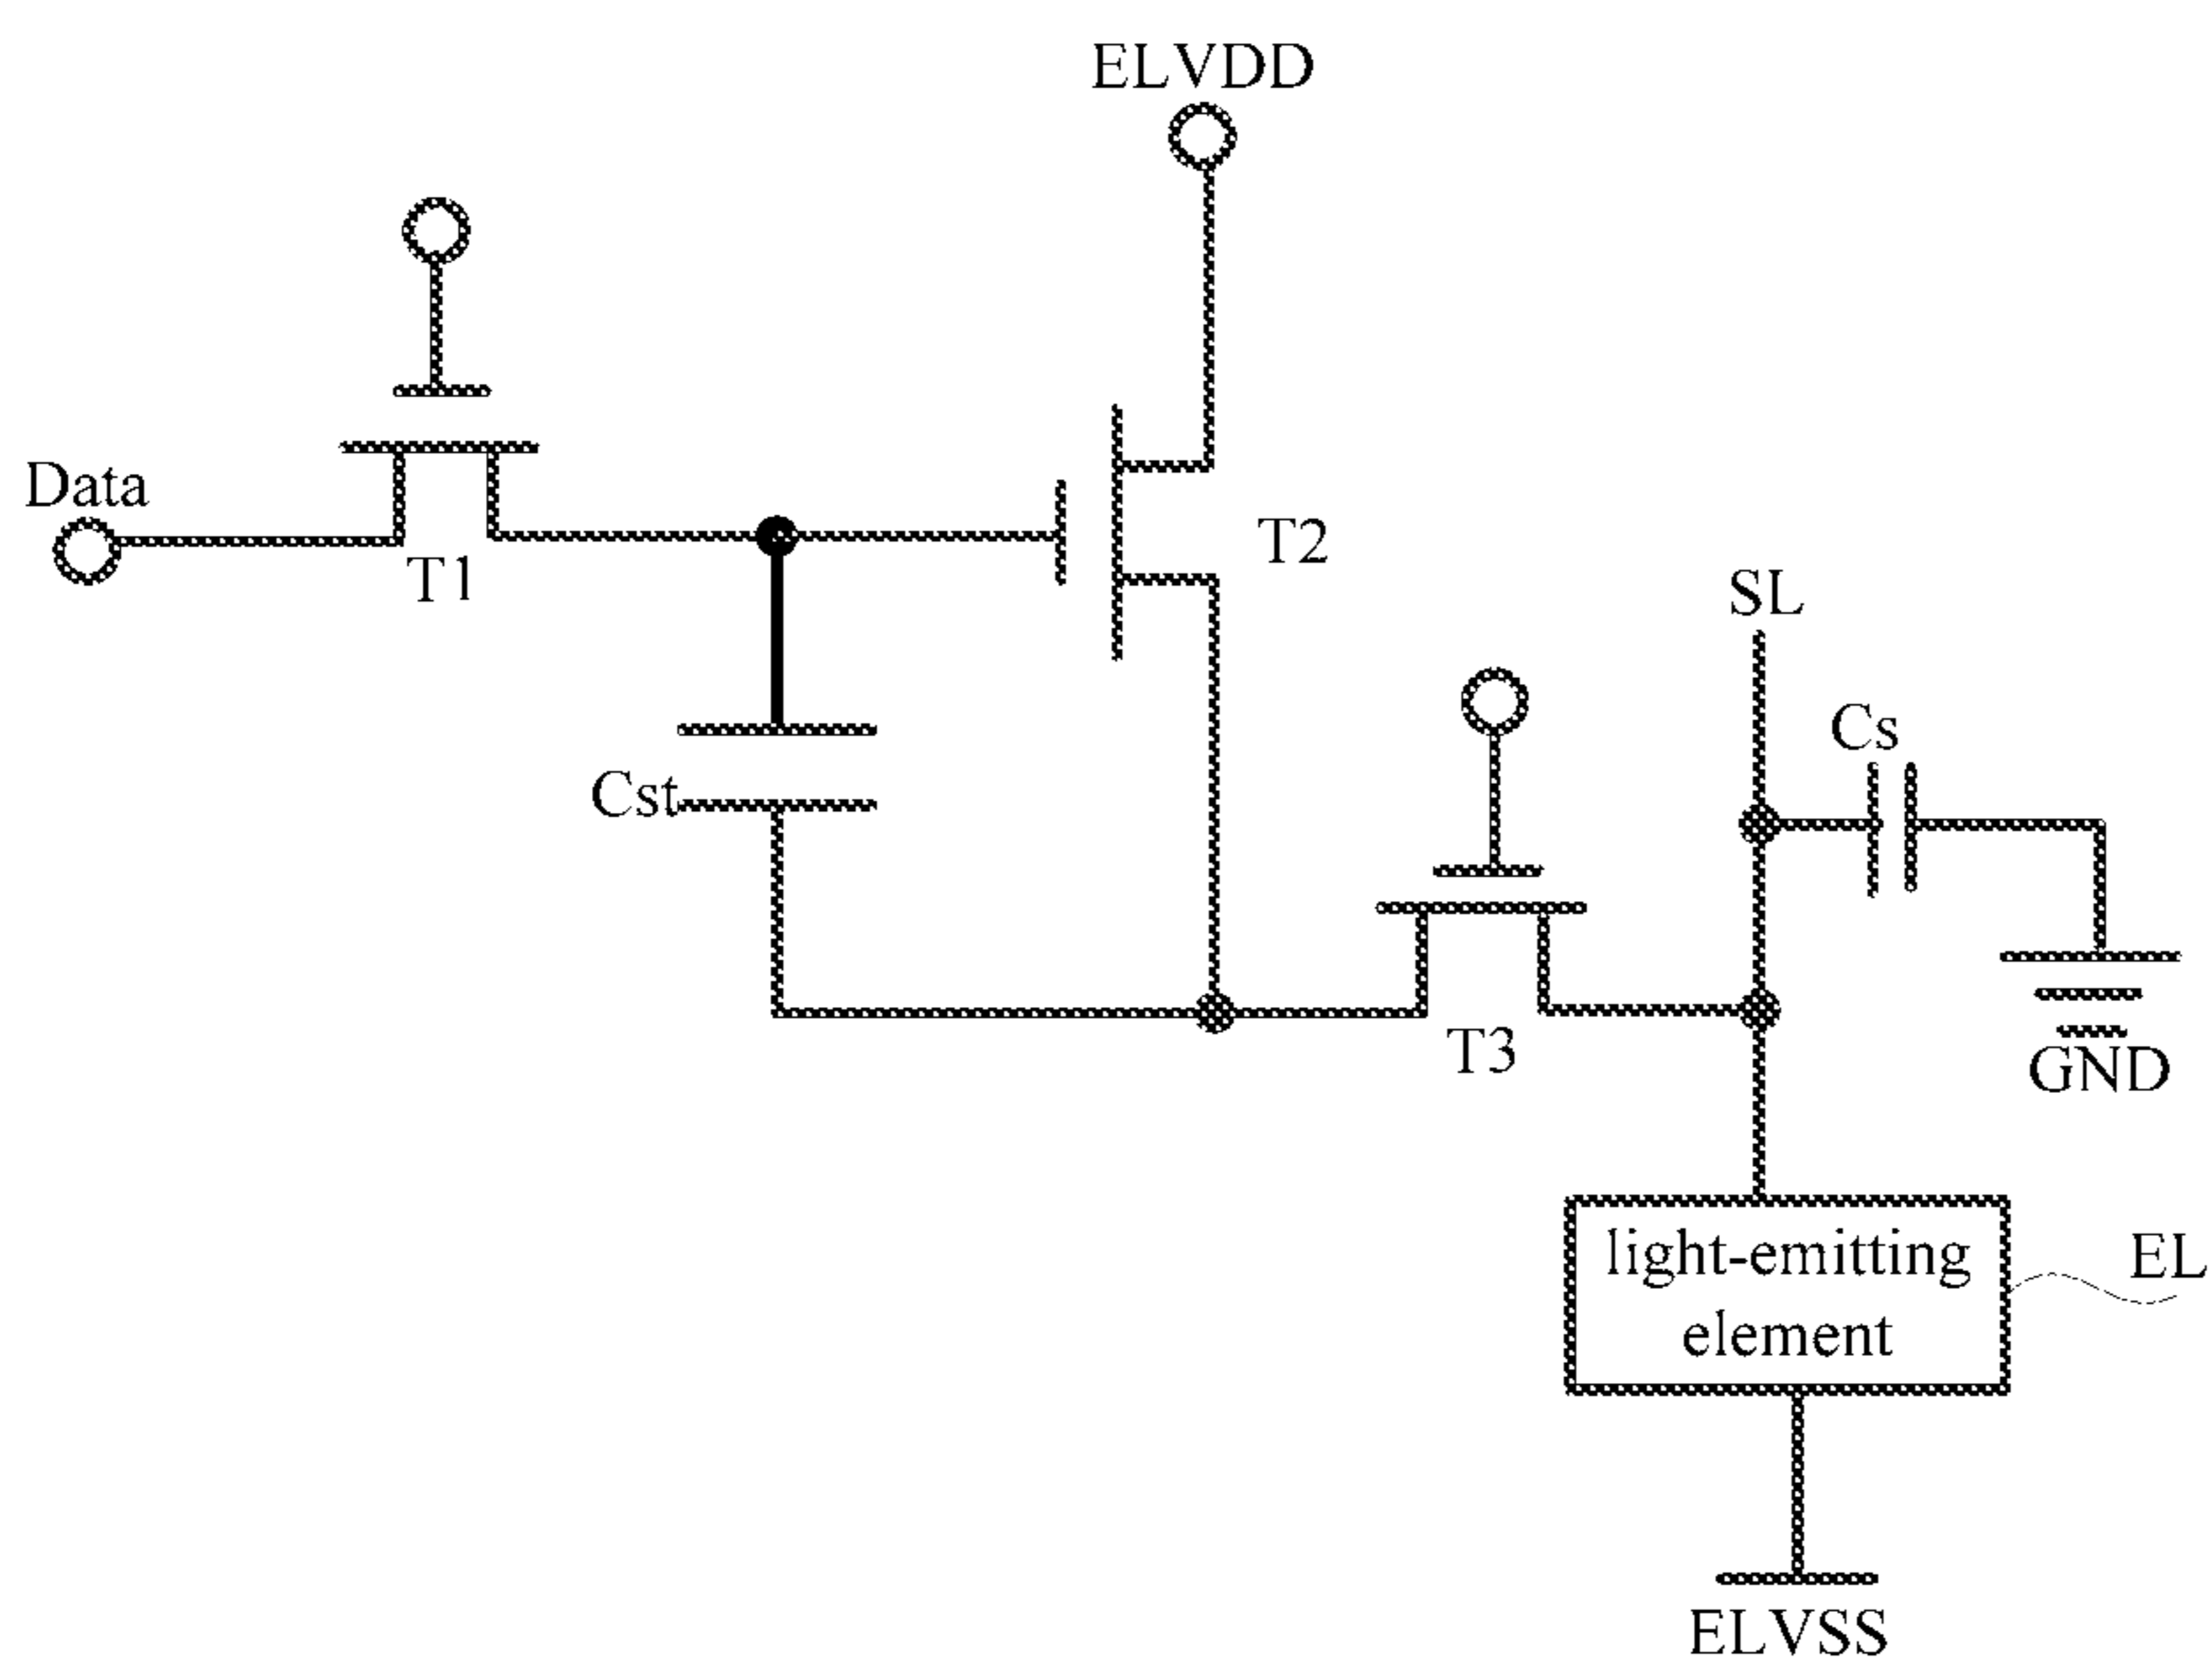 ELVDD
Data
T1
T2
SL
Cs
Cst
T3
GND
light-emitting
element
EL
ELVSS